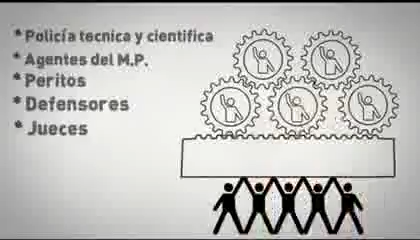 * Policía tecnica y cientifica
* Agentes del M.P.
* Peritos
* Defensores
* Jueces